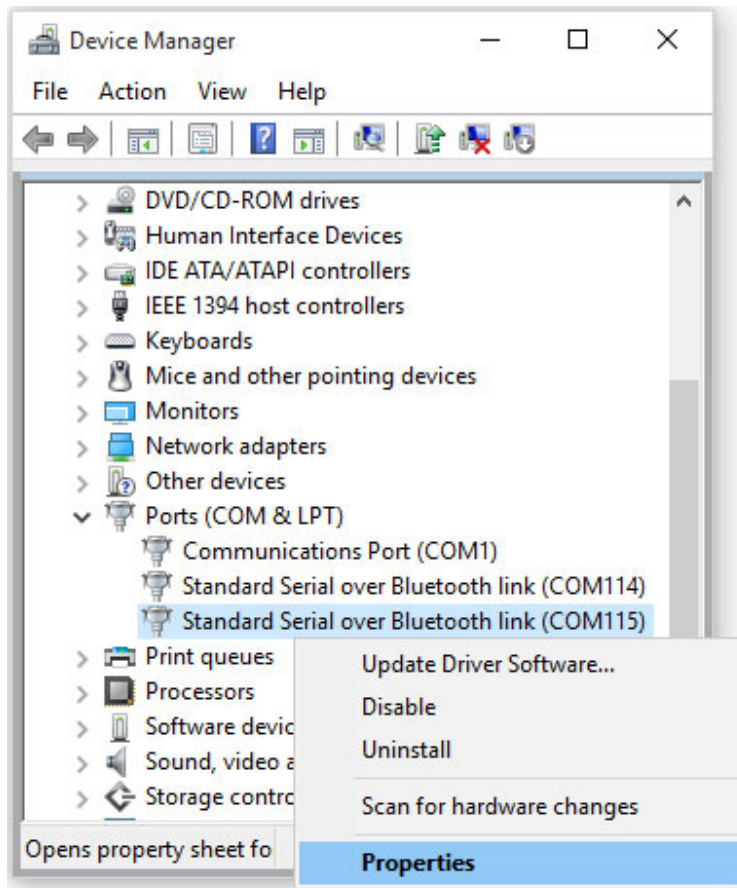 Device Manager
File Action View Help
DVD/CD-ROM drives
Human Interface Devices
IDE ATA/ATAPI controllers
IEEE 1394 host controllers
Keyboards
Mice and other pointing devices
Monitors
Network adapters
Other devices
Ports (COM & LPT)
Communications Port (COM1)
Standard Serial over Bluetooth link (COM114)
Standard Serial over Bluetooth link (COM115)
Print queues
Processors
Software devic
Sound, video a
Storage contro
Opens property sheet fo
Update Driver Software...
Disable
Uninstall
Scan for hardware changes
Properties